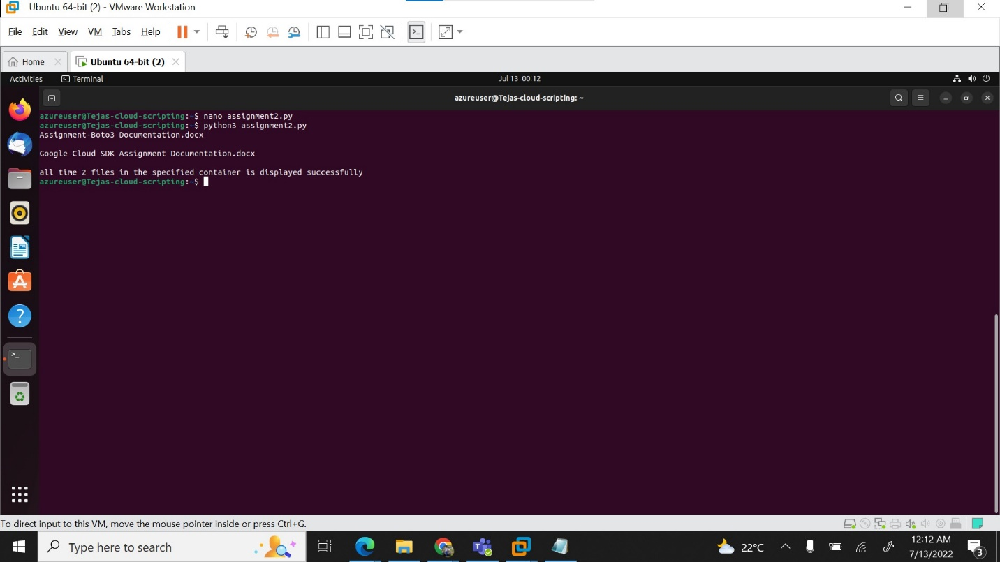 Ubuntu 64-bit (2) - VMware Workstation
File Edit View VM Tabs Help
Home Ubuntu 64-bit (2)
Activities Terminal Jul 13 00:12
azureuser@Tejas-cloud-scripting: ~
azureuser@Tejas-cloud-scripting:~$ nano assignment2.py
azureuser@Tejas-cloud-scripting:~$ python3 assignment2.py
Assignment-Boto3 Documentation.docx
Google Cloud SDK Assignment Documentation.docx
all time 2 files in the specified container is displayed successfully
azureuser@Tejas-cloud-scripting:~$
To direct input to this VM, move the mouse pointer inside or press Ctrl+G.
Type here to search 22°C 12:12 AM
7/13/2022 3